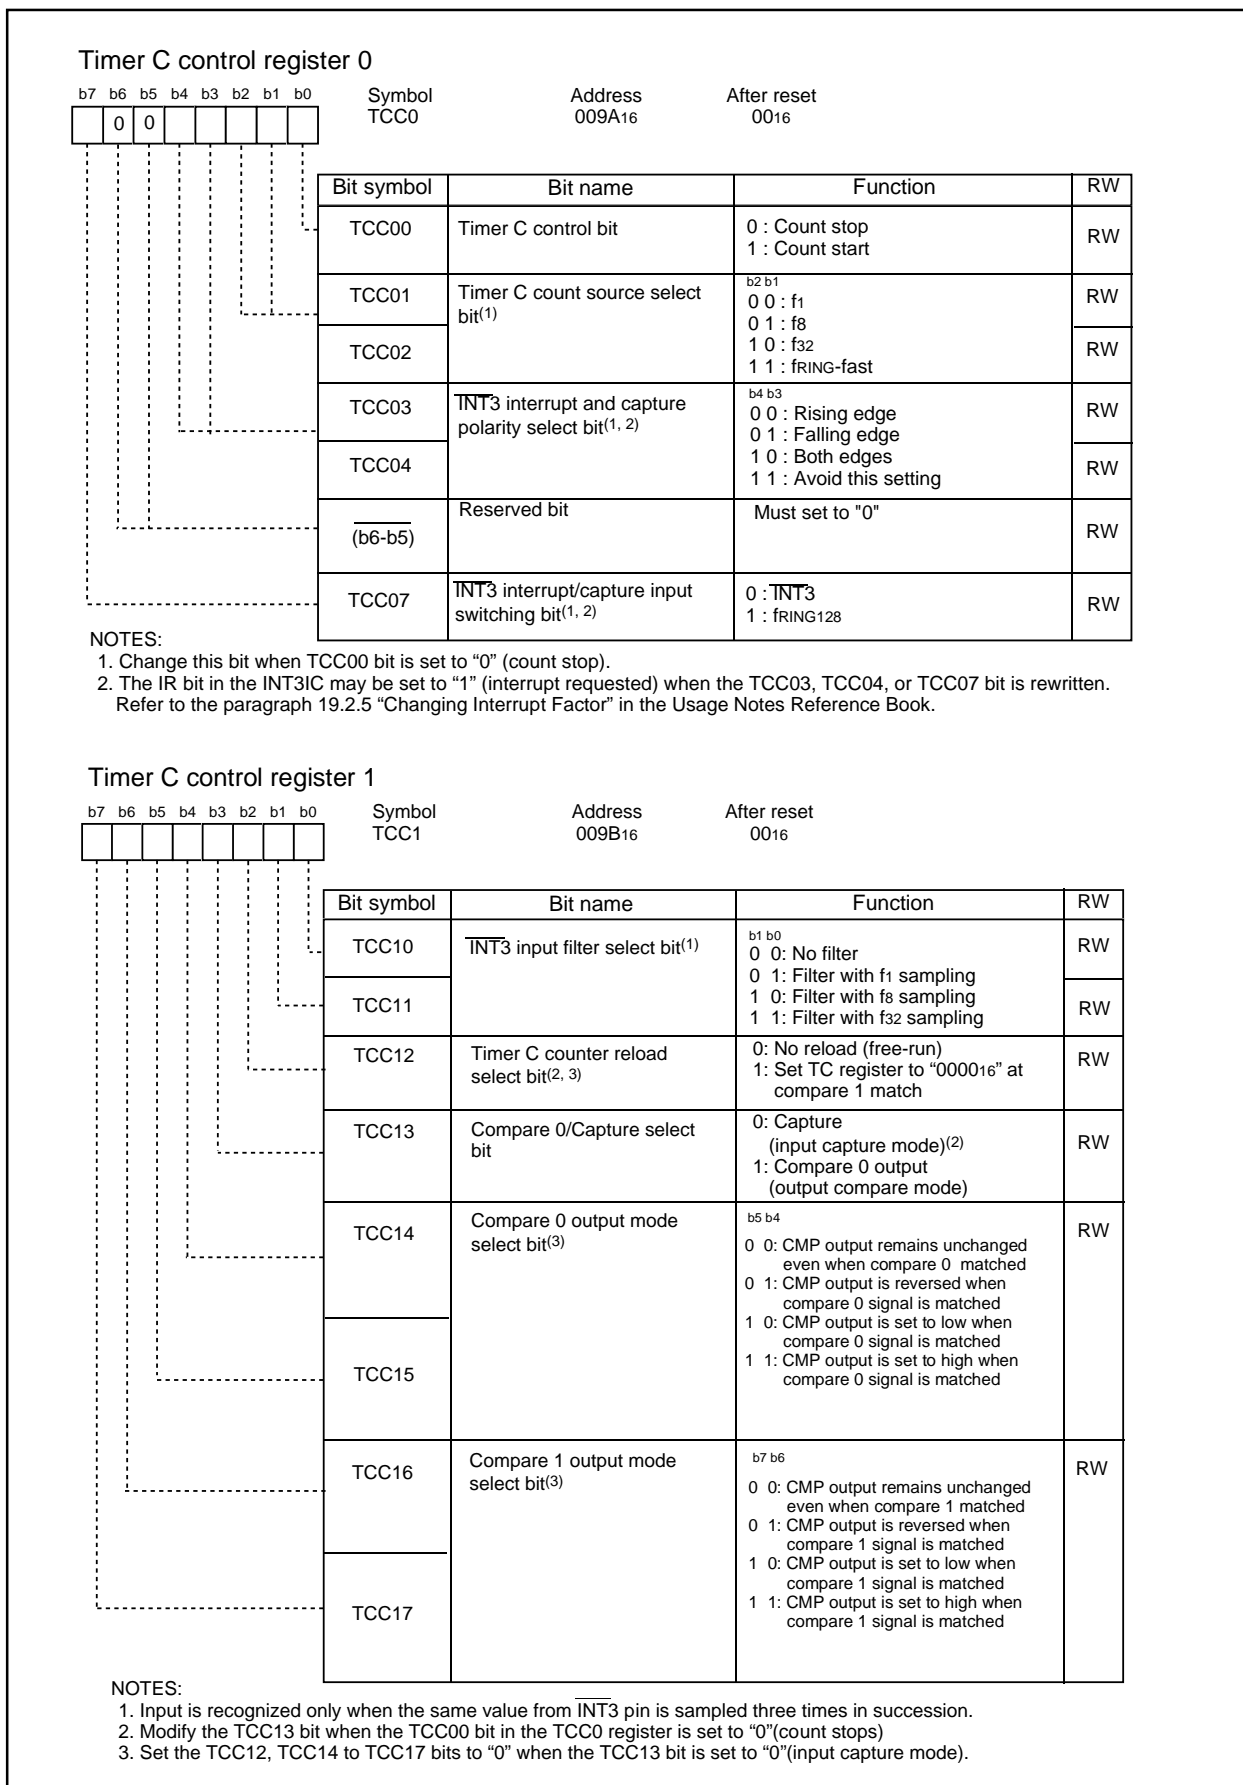 Timer C control register 0
b7 b6 b5 b4 b3 b2 b1 b0
0 0
Symbol Address After reset
TCC0 009A16 0016
Bit symbol Bit name Function RW
TCC00 Timer C control bit 0 : Count stop RW
1 : Count start
TCC01 Timer C count source select bit(1) b2 b1 RW
0 0 : f1
0 1 : f8
TCC02 1 0 : f32 RW
1 1 : fRING-fast
TCC03 INT3 interrupt and capture polarity select bit(1, 2) b4 b3 RW
0 0 : Rising edge
0 1 : Falling edge
TCC04 1 0 : Both edges RW
1 1 : Avoid this setting
(b6-b5) Reserved bit Must set to "0" RW
TCC07 INT3 interrupt/capture input switching bit(1, 2) 0 : INT3 RW
1 : fRING128
NOTES:
1. Change this bit when TCC00 bit is set to “0” (count stop).
2. The IR bit in the INT3IC may be set to “1” (interrupt requested) when the TCC03, TCC04, or TCC07 bit is rewritten.
Refer to the paragraph 19.2.5 “Changing Interrupt Factor” in the Usage Notes Reference Book.
Timer C control register 1
b7 b6 b5 b4 b3 b2 b1 b0
Symbol Address After reset
TCC1 009B16 0016
Bit symbol Bit name Function RW
TCC10 INT3 input filter select bit(1) b1 b0 RW
0 0: No filter
0 1: Filter with f1 sampling
TCC11 1 0: Filter with f8 sampling RW
1 1: Filter with f32 sampling
TCC12 Timer C counter reload select bit(2, 3) 0: No reload (free-run) RW
1: Set TC register to “000016” at
compare 1 match
TCC13 Compare 0/Capture select bit 0: Capture RW
(input capture mode)(2)
1: Compare 0 output
(output compare mode)
TCC14 Compare 0 output mode select bit(3) b5 b4 RW
0 0: CMP output remains unchanged
even when compare 0 matched
0 1: CMP output is reversed when
compare 0 signal is matched
1 0: CMP output is set to low when
compare 0 signal is matched
TCC15 1 1: CMP output is set to high when
compare 0 signal is matched
TCC16 Compare 1 output mode select bit(3) b7 b6 RW
0 0: CMP output remains unchanged
even when compare 1 matched
0 1: CMP output is reversed when
compare 1 signal is matched
1 0: CMP output is set to low when
compare 1 signal is matched
TCC17 1 1: CMP output is set to high when
compare 1 signal is matched
NOTES:
1. Input is recognized only when the same value from INT3 pin is sampled three times in succession.
2. Modify the TCC13 bit when the TCC00 bit in the TCC0 register is set to “0”(count stops)
3. Set the TCC12, TCC14 to TCC17 bits to “0” when the TCC13 bit is set to “0”(input capture mode).